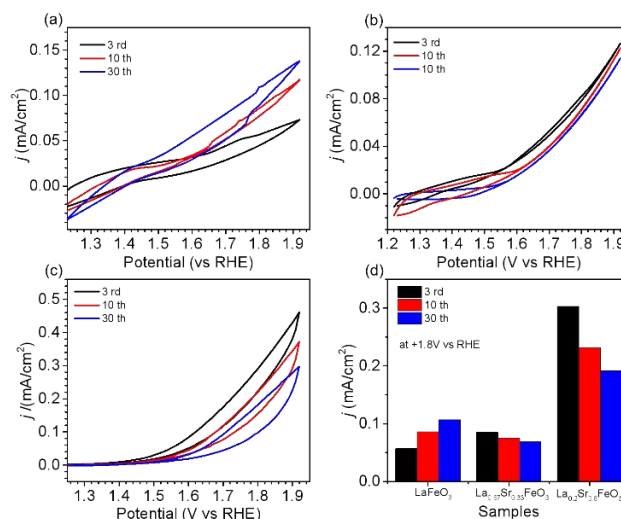 (a)
3 rd
10 th
30 th
j (mA/cm²)
0.15
0.10
0.05
0.00
1.3 1.4 1.5 1.6 1.7 1.8 1.9
Potential (vs RHE)
(b)
3 rd
10 th
10 th
j (mA/cm²)
0.12
0.08
0.04
0.00
1.2 1.3 1.4 1.5 1.6 1.7 1.8 1.9
Potential (V vs RHE)
(c)
3 rd
10 th
30 th
j /(mA/cm²)
0.5
0.4
0.3
0.2
0.1
0.0
1.3 1.4 1.5 1.6 1.7 1.8 1.9
Potential (V vs RHE)
(d)
3 rd
10 th
30 th
at +1.8V vs RHE
j (mA/cm²)
0.3
0.2
0.1
0.0
LaFeO₃ La₀.₆₇Sr₀.₃₃FeO₃ La₀.₂Sr₀.₈FeO₃
Samples